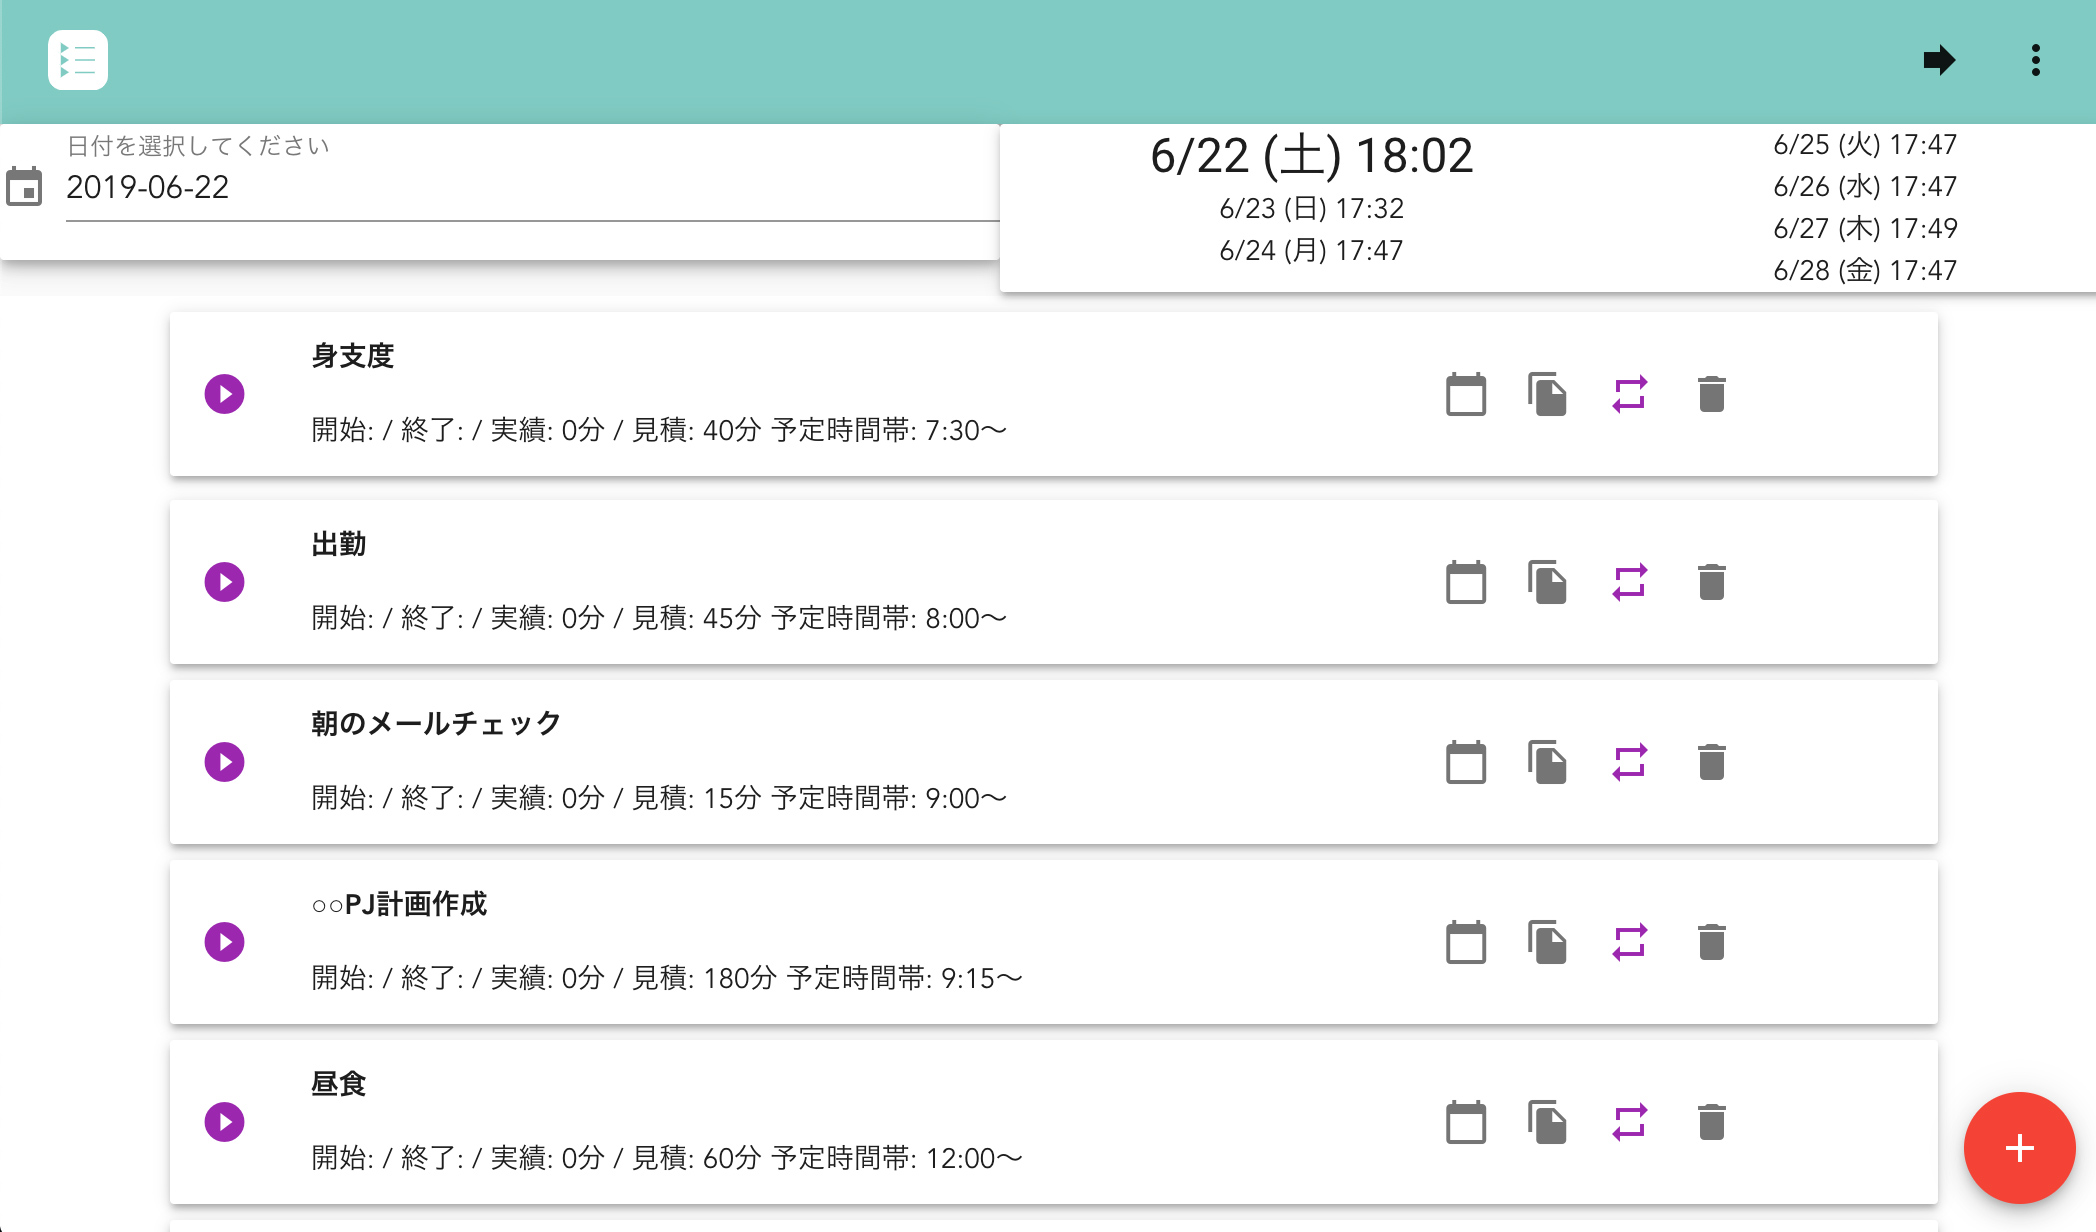 日付を選択してください
2019-06-22
6/22 (土) 18:02
6/23 (日) 17:32
6/24 (月) 17:47
6/25 (火) 17:47
6/26 (水) 17:47
6/27 (木) 17:49
6/28 (金) 17:47
身支度
開始: / 終了: / 実績: 0分 / 見積: 40分 予定時間帯: 7:30〜
出勤
開始: / 終了: / 実績: 0分 / 見積: 45分 予定時間帯: 8:00〜
朝のメールチェック
開始: / 終了: / 実績: 0分 / 見積: 15分 予定時間帯: 9:00〜
○○PJ計画作成
開始: / 終了: / 実績: 0分 / 見積: 180分 予定時間帯: 9:15〜
昼食
開始: / 終了: / 実績: 0分 / 見積: 60分 予定時間帯: 12:00〜